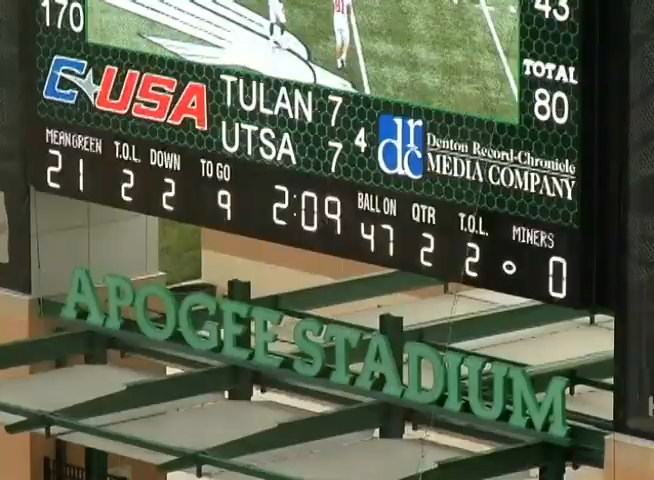 170
43
TOTAL
80
C USA
TULAN 7
UTSA 7
4
drc
Denton Record-Chronicle
MEDIA COMPANY
MEANGREEN T.O.L. DOWN TO GO BALL ON QTR T.O.L. MINERS
21 2 2 9 2:09 47 2 2 0
APOGEE STADIUM